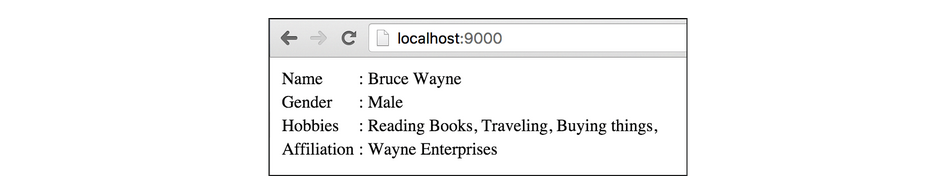 localhost:9000
Name : Bruce Wayne
Gender : Male
Hobbies : Reading Books, Traveling, Buying things,
Affiliation : Wayne Enterprises